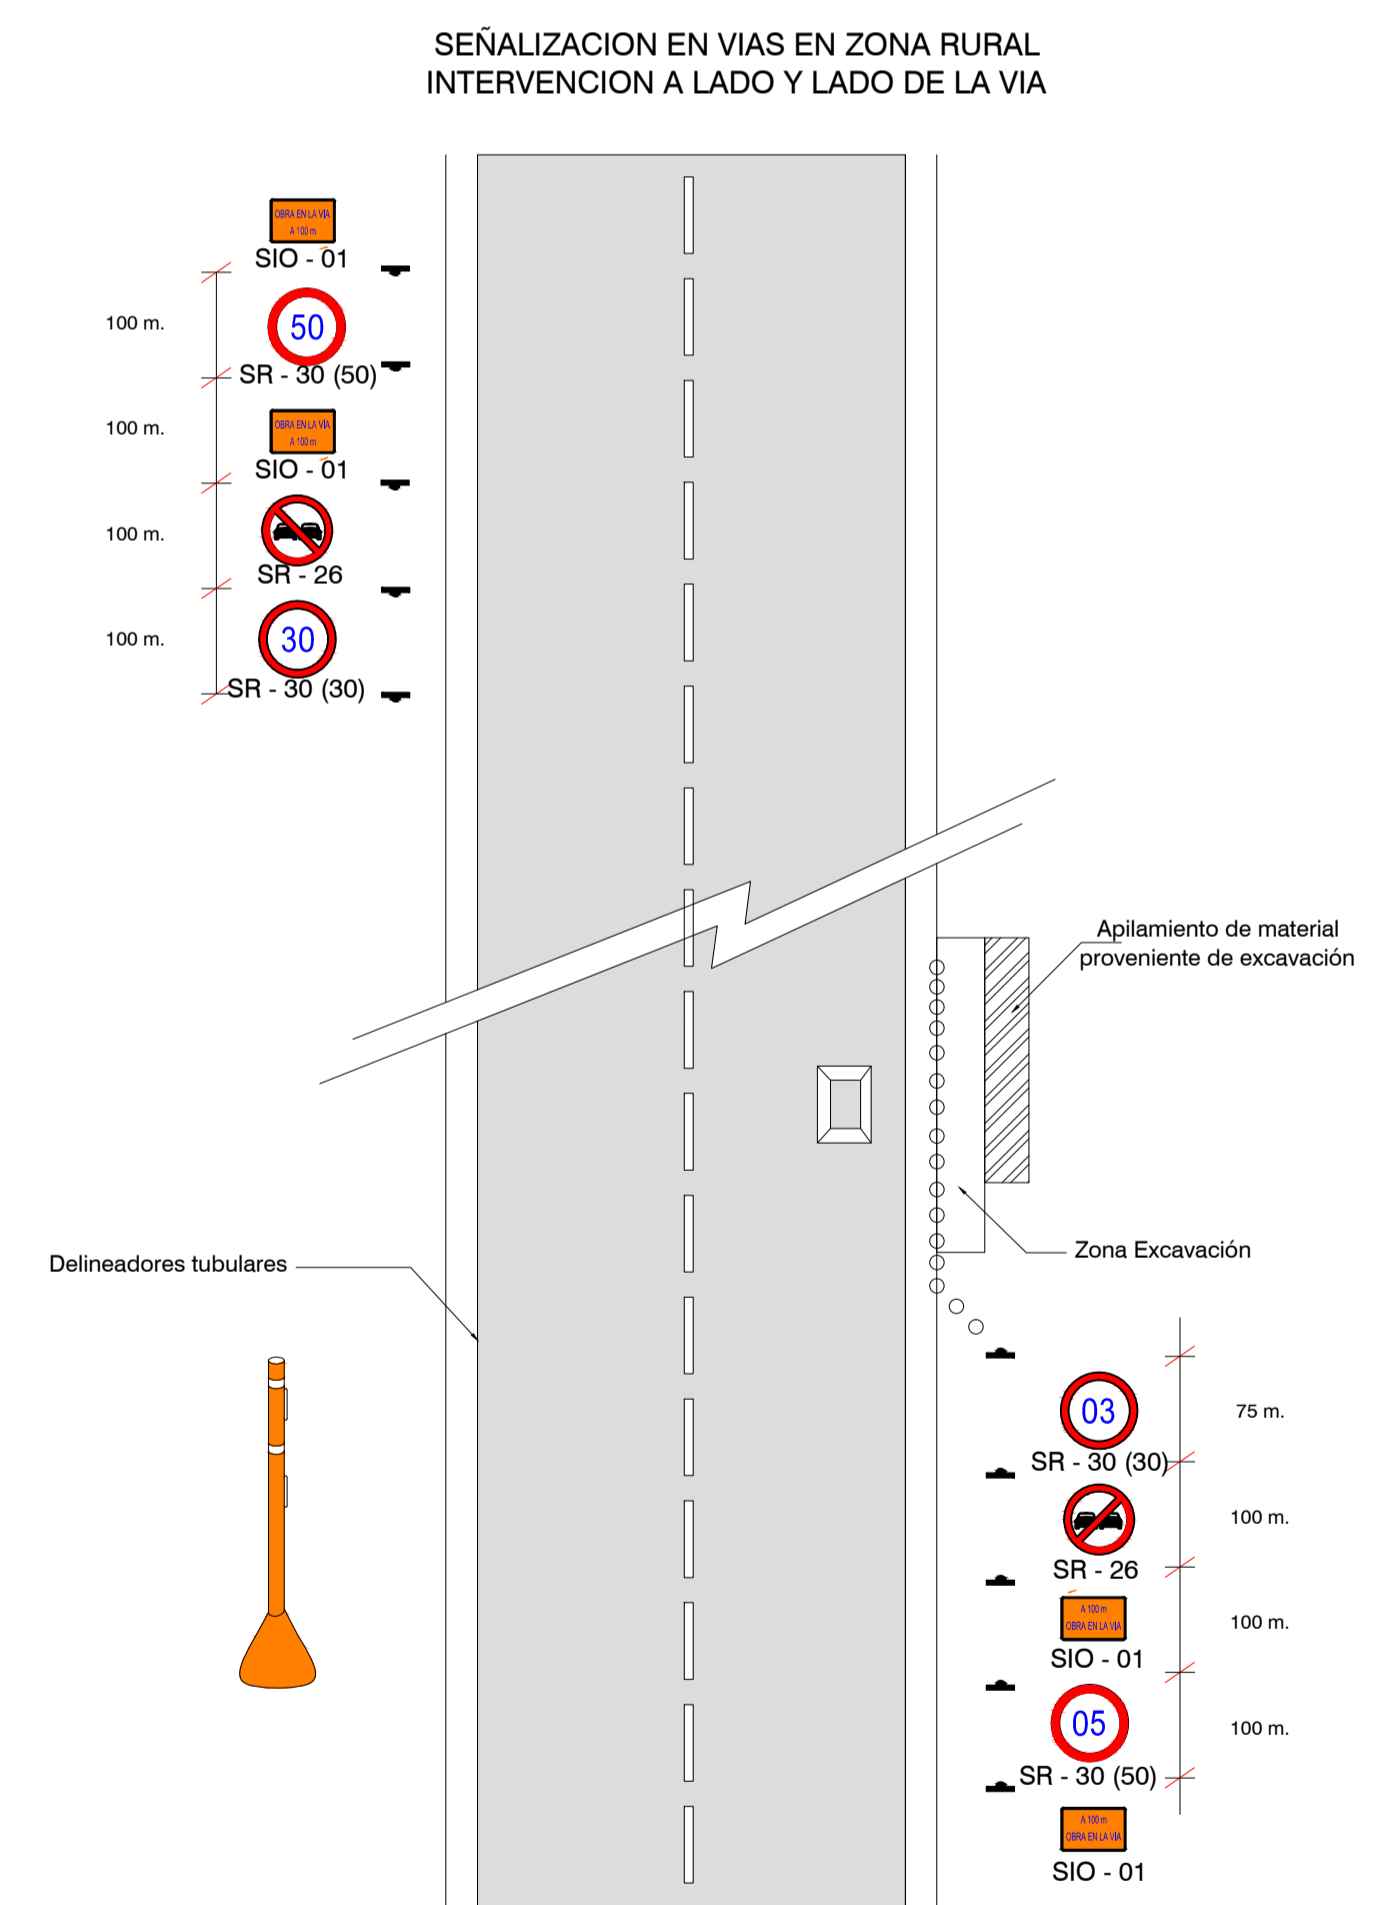 SEÑALIZACION EN VIAS EN ZONA RURAL
INTERVENCION A LADO Y LADO DE LA VIA
OBRA EN LA VIA
A 100 m
SIO - 01
100 m.
50
SR - 30 (50)
100 m.
OBRA EN LA VIA
A 100 m
SIO - 01
100 m.
SR - 26
100 m.
30
SR - 30 (30)
Apilamiento de material
proveniente de excavación
Zona Excavación
Delineadores tubulares
03
75 m.
SR - 30 (30)
100 m.
SR - 26
A 100 m
OBRA EN LA VIA
100 m.
SIO - 01
05
100 m.
SR - 30 (50)
A 100 m
OBRA EN LA VIA
SIO - 01